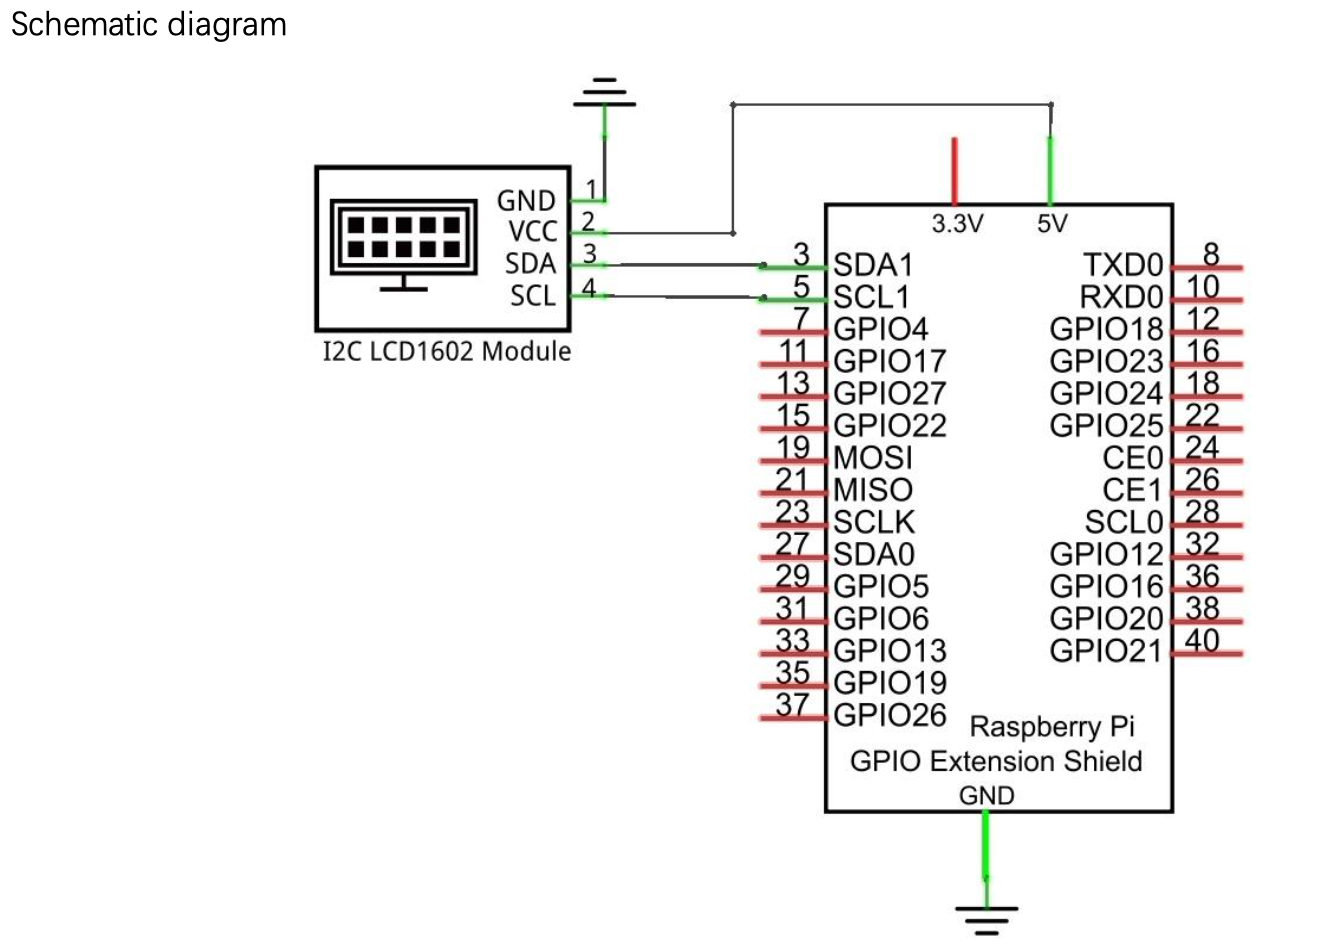 Schematic diagram
GND 1
VCC 2
SDA 3
SCL 4
I2C LCD1602 Module
3.3V 5V
3 SDA1 TXD0 8
5 SCL1 RXD0 10
7 GPIO4 GPIO18 12
11 GPIO17 GPIO23 16
13 GPIO27 GPIO24 18
15 GPIO22 GPIO25 22
19 MOSI CE0 24
21 MISO CE1 26
23 SCLK SCL0 28
27 SDA0 GPIO12 32
29 GPIO5 GPIO16 36
31 GPIO6 GPIO20 38
33 GPIO13 GPIO21 40
35 GPIO19
37 GPIO26
Raspberry Pi
GPIO Extension Shield
GND